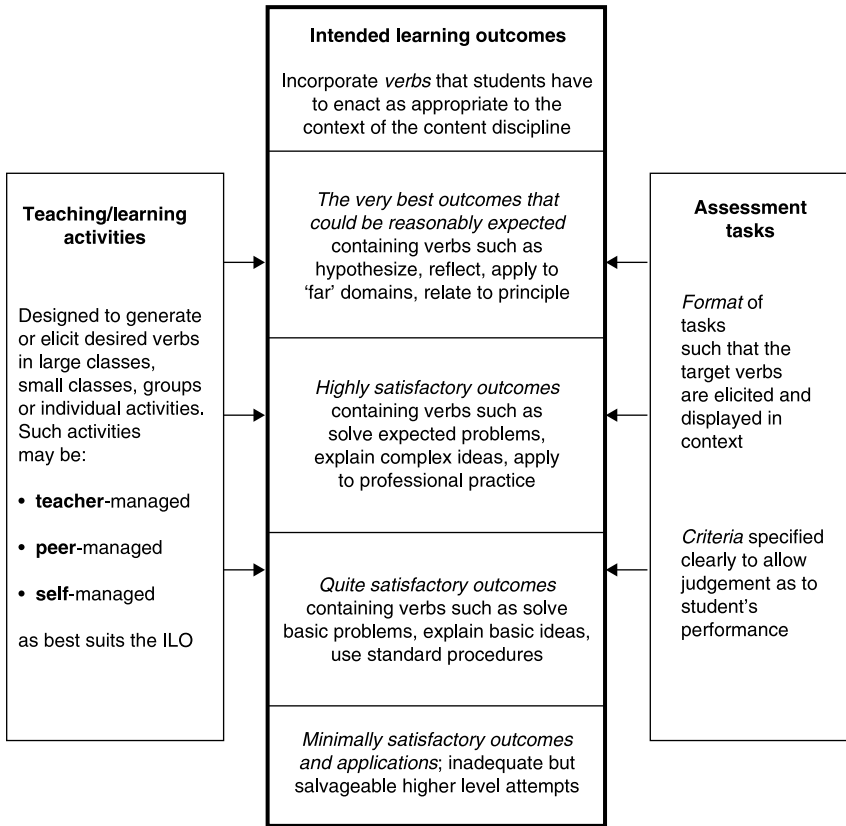 Intended learning outcomes
Incorporate verbs that students have
to enact as appropriate to the
context of the content discipline
Teaching/learning
activities
Designed to generate
or elicit desired verbs
in large classes,
small classes, groups
or individual activities.
Such activities
may be:
• teacher-managed
• peer-managed
• self-managed
as best suits the ILO
The very best outcomes that
could be reasonably expected
containing verbs such as
hypothesize, reflect, apply to
‘far’ domains, relate to principle
Highly satisfactory outcomes
containing verbs such as
solve expected problems,
explain complex ideas, apply
to professional practice
Quite satisfactory outcomes
containing verbs such as solve
basic problems, explain basic ideas,
use standard procedures
Minimally satisfactory outcomes
and applications; inadequate but
salvageable higher level attempts
Assessment
tasks
Format of
tasks
such that the
target verbs
are elicited and
displayed in
context
Criteria specified
clearly to allow
judgement as to
student’s
performance